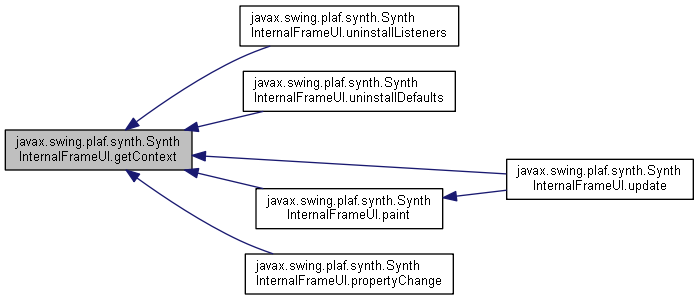 javax.swing.plaf.synth.Synth
InternalFrameUI.uninstallListeners
javax.swing.plaf.synth.Synth
InternalFrameUI.uninstallDefaults
javax.swing.plaf.synth.Synth
InternalFrameUI.getContext
javax.swing.plaf.synth.Synth
InternalFrameUI.update
javax.swing.plaf.synth.Synth
InternalFrameUI.paint
javax.swing.plaf.synth.Synth
InternalFrameUI.propertyChange